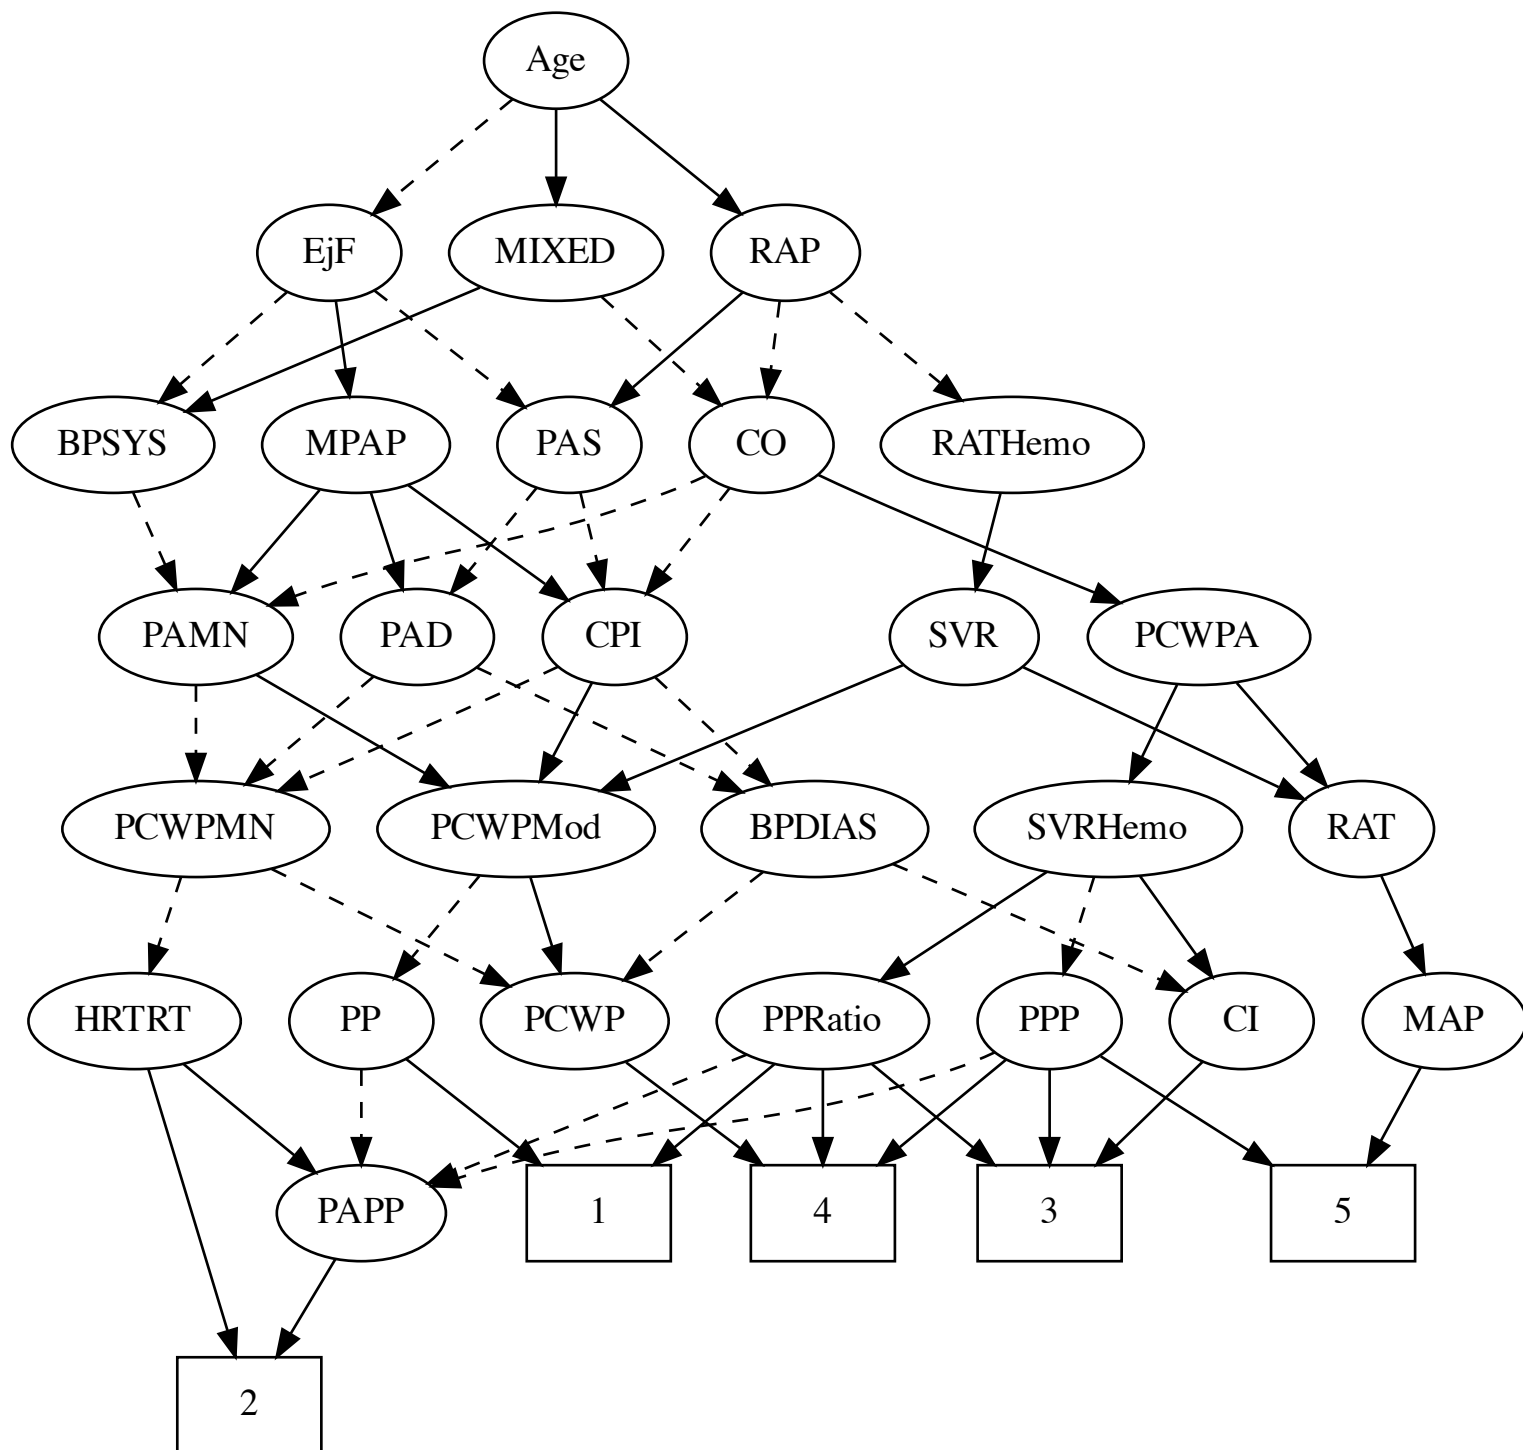 Age
EjF
MIXED
RAP
BPSYS
MPAP
PAS
CO
RATHemo
PAMN
PAD
CPI
SVR
PCWPA
PCWPMN
PCWPMod
BPDIAS
SVRHemo
RAT
HRTRT
PP
PCWP
PPRatio
PPP
CI
MAP
PAPP
1
4
3
5
2